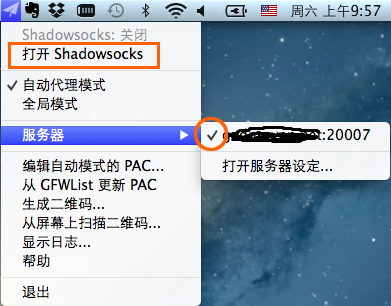 周六 上午9:57
Shadowsocks: 关闭
打开 Shadowsocks
自动代理模式
全局模式
服务器
:20007
打开服务器设定...
编辑自动模式的 PAC...
从 GFWList 更新 PAC
生成二维码...
从屏幕上扫描二维码...
显示日志...
帮助
退出